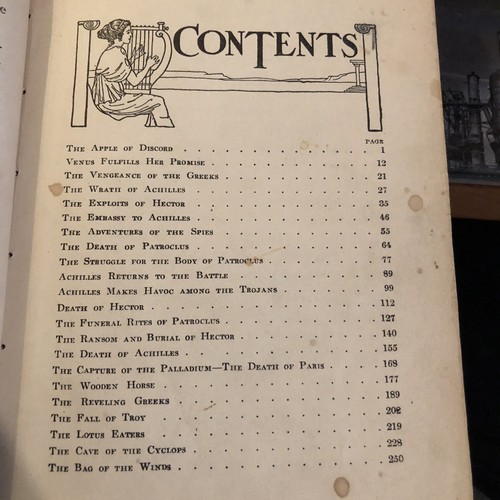 CONTENTS
PAGE
THE APPLE OF DISCORD . . . . . . . . . . . 1
VENUS FULFILLS HER PROMISE . . . . . . . . . . 12
THE VENGEANCE OF THE GREEKS . . . . . . . . . 21
THE WRATH OF ACHILLES . . . . . . . . . . . 27
THE EXPLOITS OF HECTOR . . . . . . . . . . . 35
THE EMBASSY TO ACHILLES . . . . . . . . . . 46
THE ADVENTURES OF THE SPIES . . . . . . . . . 55
THE DEATH OF PATROCLUS . . . . . . . . . . . 64
THE STRUGGLE FOR THE BODY OF PATROCLUS . . . . . . 77
ACHILLES RETURNS TO THE BATTLE . . . . . . . . 89
ACHILLES MAKES HAVOC AMONG THE TROJANS . . . . . . 99
DEATH OF HECTOR . . . . . . . . . . . . . 112
THE FUNERAL RITES OF PATROCLUS . . . . . . . . 127
THE RANSOM AND BURIAL OF HECTOR . . . . . . . . 140
THE DEATH OF ACHILLES . . . . . . . . . . . 155
THE CAPTURE OF THE PALLADIUM—THE DEATH OF PARIS . . . . 168
THE WOODEN HORSE . . . . . . . . . . . . 177
THE REVELING GREEKS . . . . . . . . . . . 189
THE FALL OF TROY . . . . . . . . . . . . 202
THE LOTUS EATERS . . . . . . . . . . . . 219
THE CAVE OF THE CYCLOPS . . . . . . . . . . 228
THE BAG OF THE WINDS . . . . . . . . . . . 250